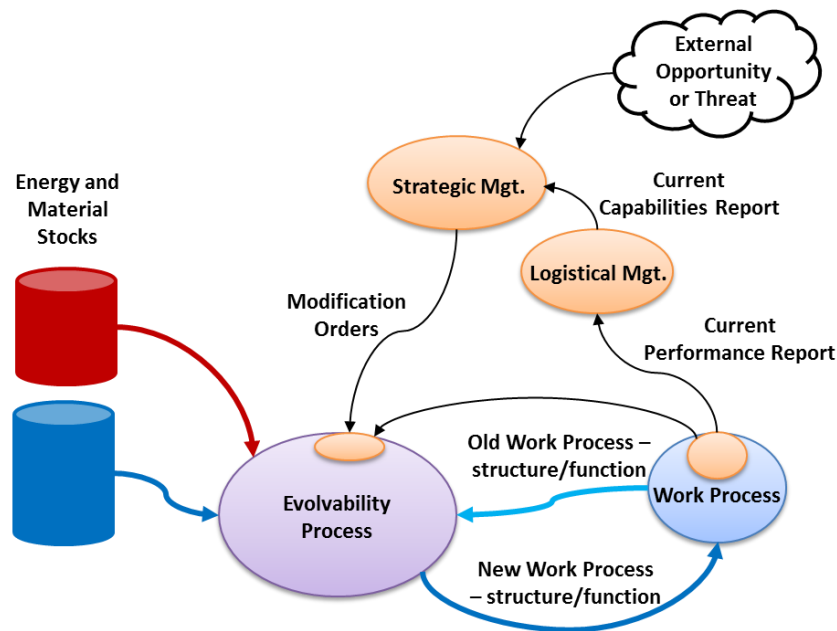 External
Opportunity
or Threat
Strategic Mgt.
Current
Capabilities Report
Energy and
Material
Stocks
Logistical Mgt.
Modification
Orders
Current
Performance Report
Old Work Process –
structure/function
Evolvability
Process
Work Process
New Work Process
– structure/function